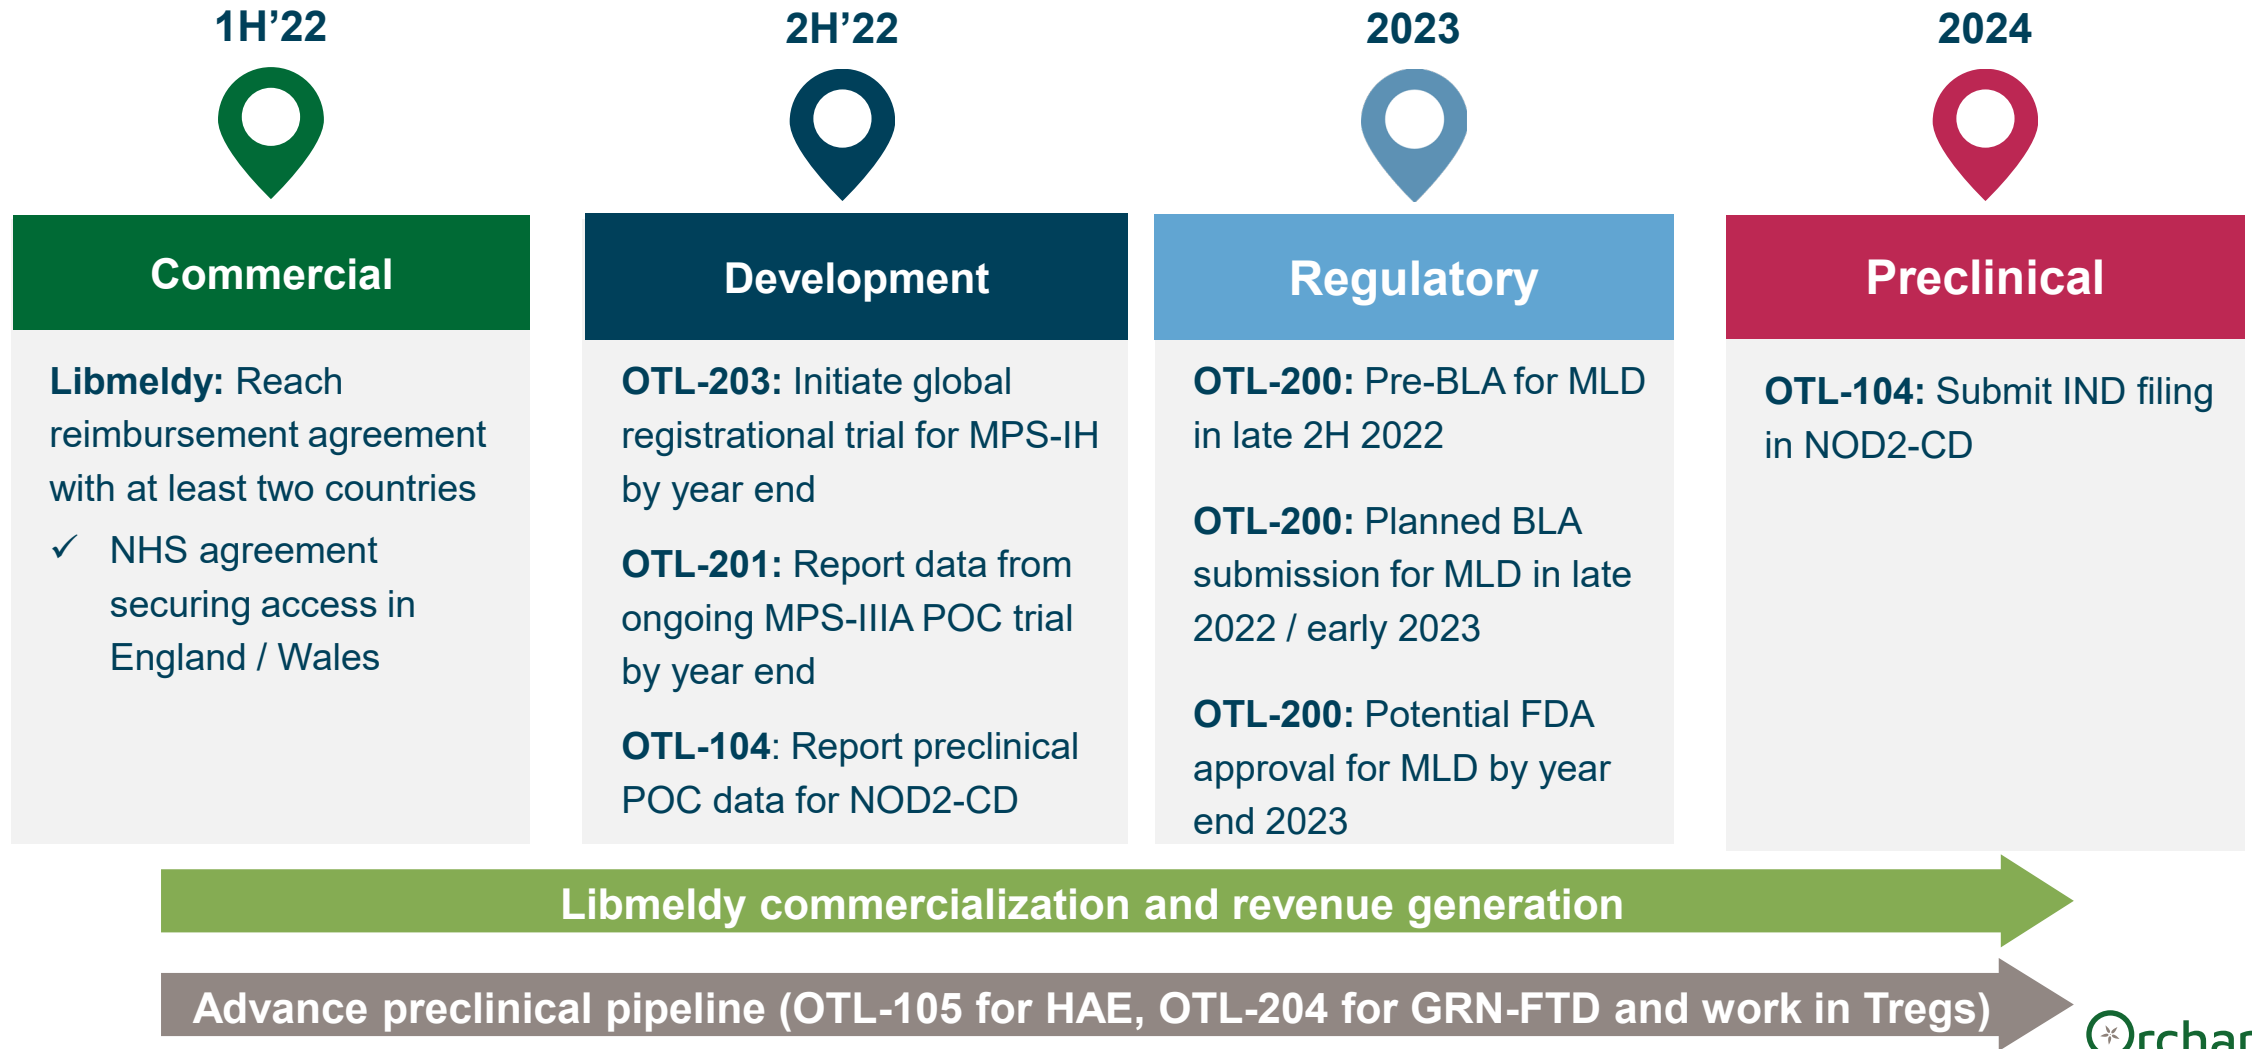 1H’22
2H’22
2023
2024
Commercial
Development
Regulatory
Preclinical
Libmeldy: Reach
reimbursement agreement
with at least two countries
✓ NHS agreement
securing access in
England / Wales
OTL-203: Initiate global
registrational trial for MPS-IH
by year end
OTL-201: Report data from
ongoing MPS-IIIA POC trial
by year end
OTL-104: Report preclinical
POC data for NOD2-CD
OTL-200: Pre-BLA for MLD
in late 2H 2022
OTL-200: Planned BLA
submission for MLD in late
2022 / early 2023
OTL-200: Potential FDA
approval for MLD by year
end 2023
OTL-104: Submit IND filing
in NOD2-CD
Libmeldy commercialization and revenue generation
Advance preclinical pipeline (OTL-105 for HAE, OTL-204 for GRN-FTD and work in Tregs)